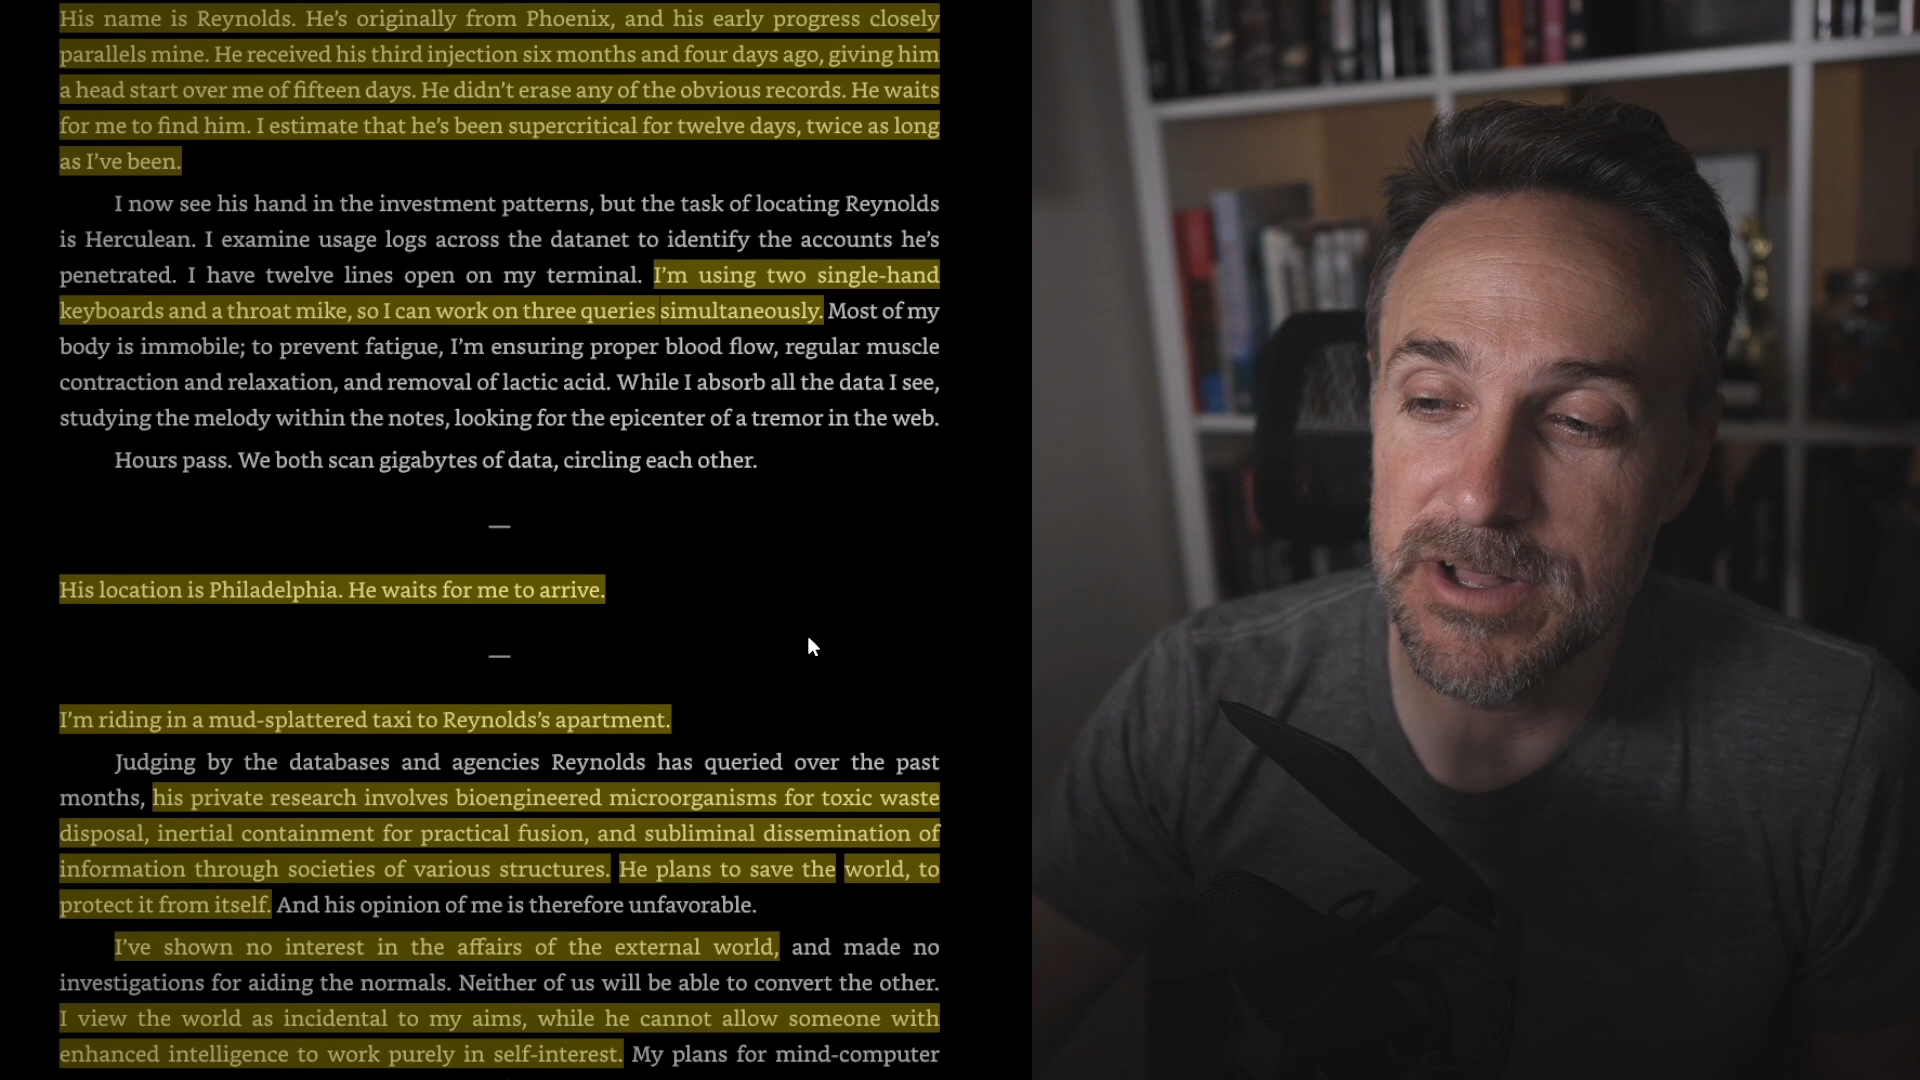 His name is Reynolds. He’s originally from Phoenix, and his early progress closely
parallels mine. He received his third injection six months and four days ago, giving him
a head start over me of fifteen days. He didn’t erase any of the obvious records. He waits
for me to find him. I estimate that he’s been supercritical for twelve days, twice as long
as I’ve been.
I now see his hand in the investment patterns, but the task of locating Reynolds
is Herculean. I examine usage logs across the datanet to identify the accounts he’s
penetrated. I have twelve lines open on my terminal. I’m using two single-hand
keyboards and a throat mike, so I can work on three queries simultaneously. Most of my
body is immobile; to prevent fatigue, I’m ensuring proper blood flow, regular muscle
contraction and relaxation, and removal of lactic acid. While I absorb all the data I see,
studying the melody within the notes, looking for the epicenter of a tremor in the web.
Hours pass. We both scan gigabytes of data, circling each other.
—
His location is Philadelphia. He waits for me to arrive.
—
I’m riding in a mud-splattered taxi to Reynolds’s apartment.
Judging by the databases and agencies Reynolds has queried over the past
months, his private research involves bioengineered microorganisms for toxic waste
disposal, inertial containment for practical fusion, and subliminal dissemination of
information through societies of various structures. He plans to save the world, to
protect it from itself. And his opinion of me is therefore unfavorable.
I’ve shown no interest in the affairs of the external world, and made no
investigations for aiding the normals. Neither of us will be able to convert the other.
I view the world as incidental to my aims, while he cannot allow someone with
enhanced intelligence to work purely in self-interest. My plans for mind-computer